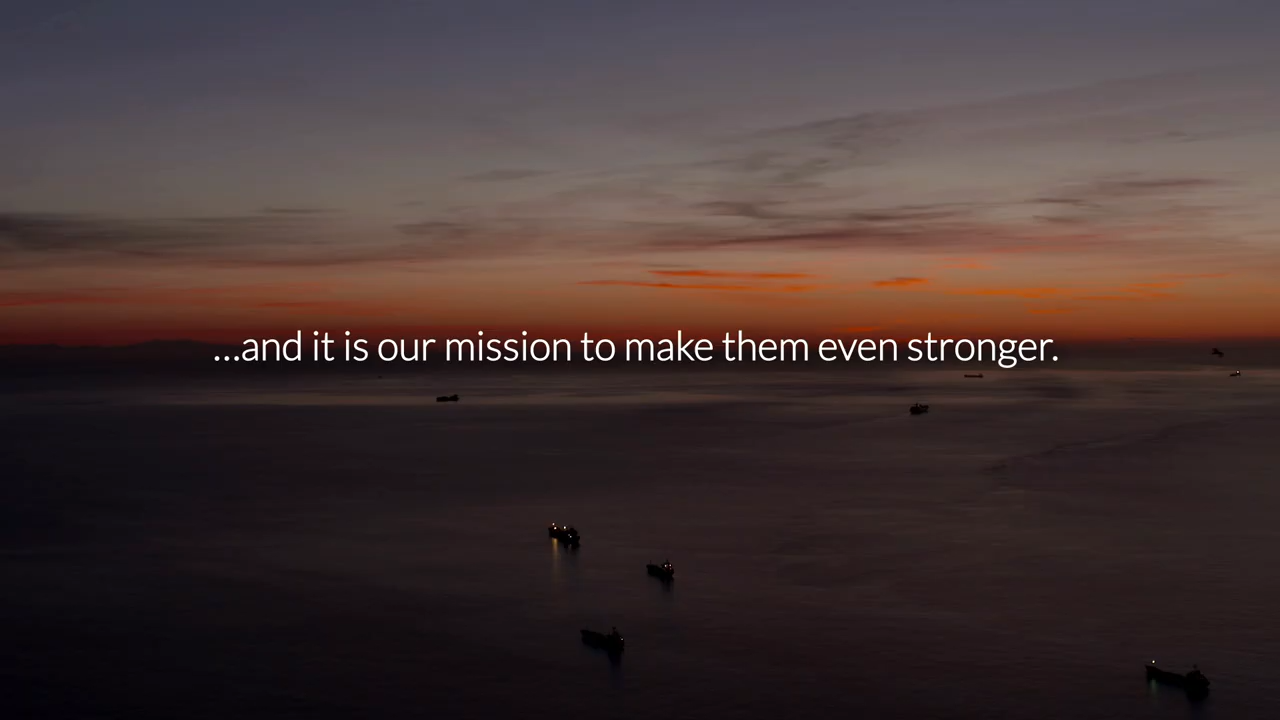 ...and it is our mission to make them even stronger.